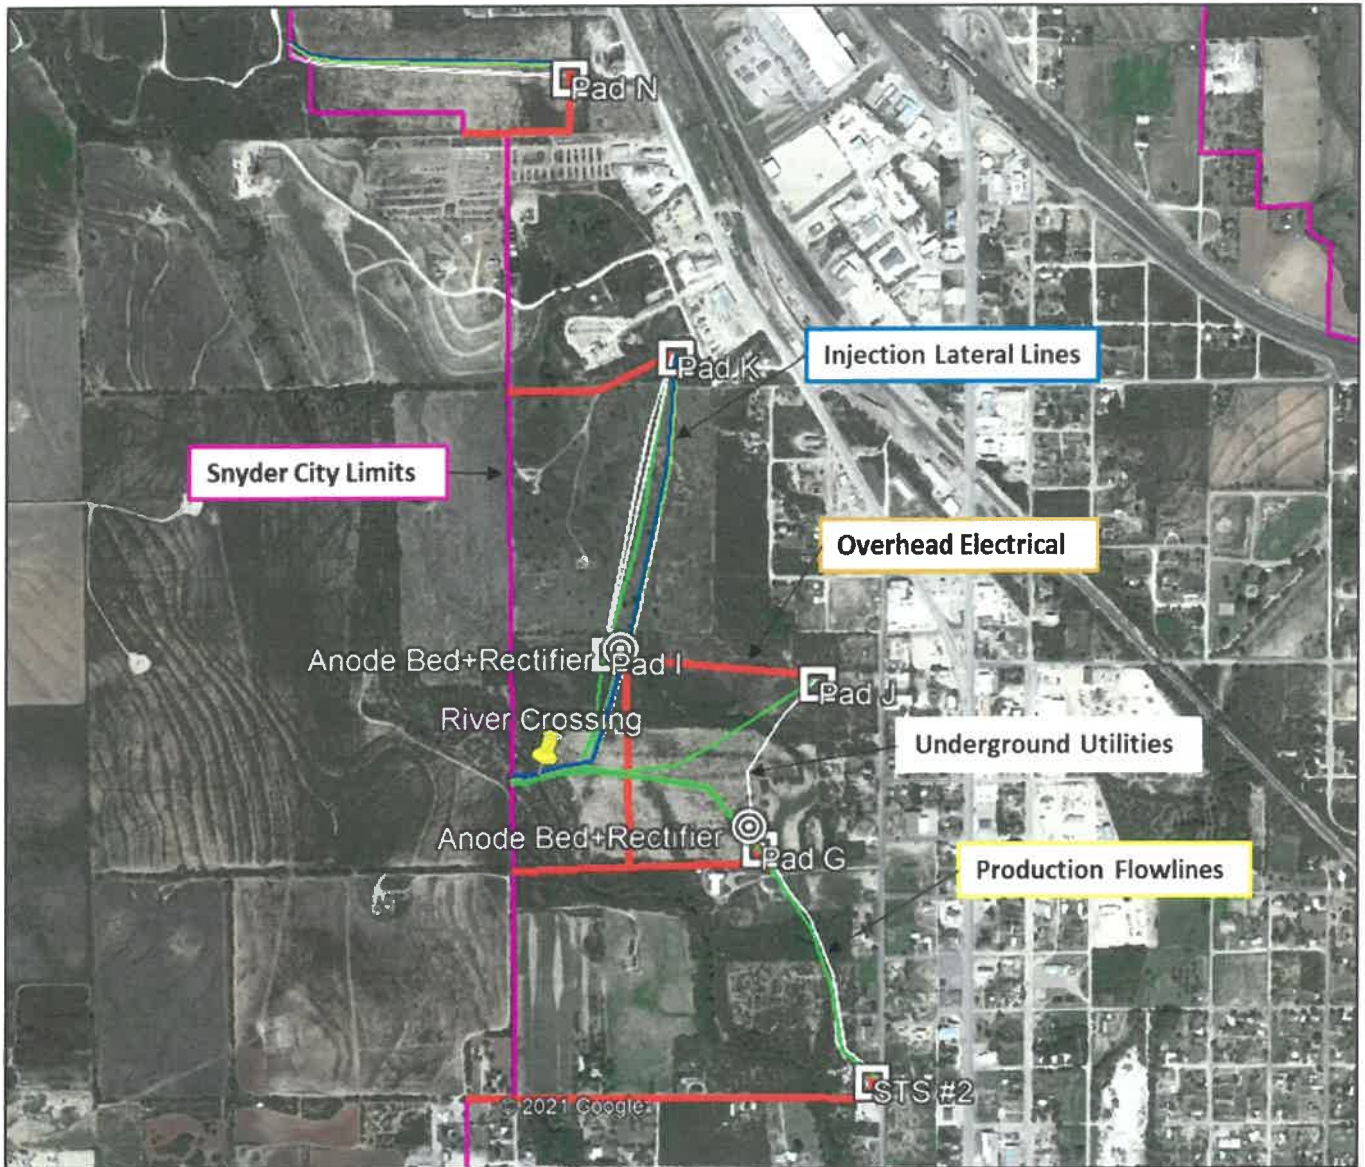 Pad N
Injection Lateral Lines
Pad K
Snyder City Limits
Overhead Electrical
Anode Bed+Rectifier
Pad I
Pad J
River Crossing
Underground Utilities
Anode Bed+Rectifier
Pad G
Production Flowlines
STS #2
© 2021 Google